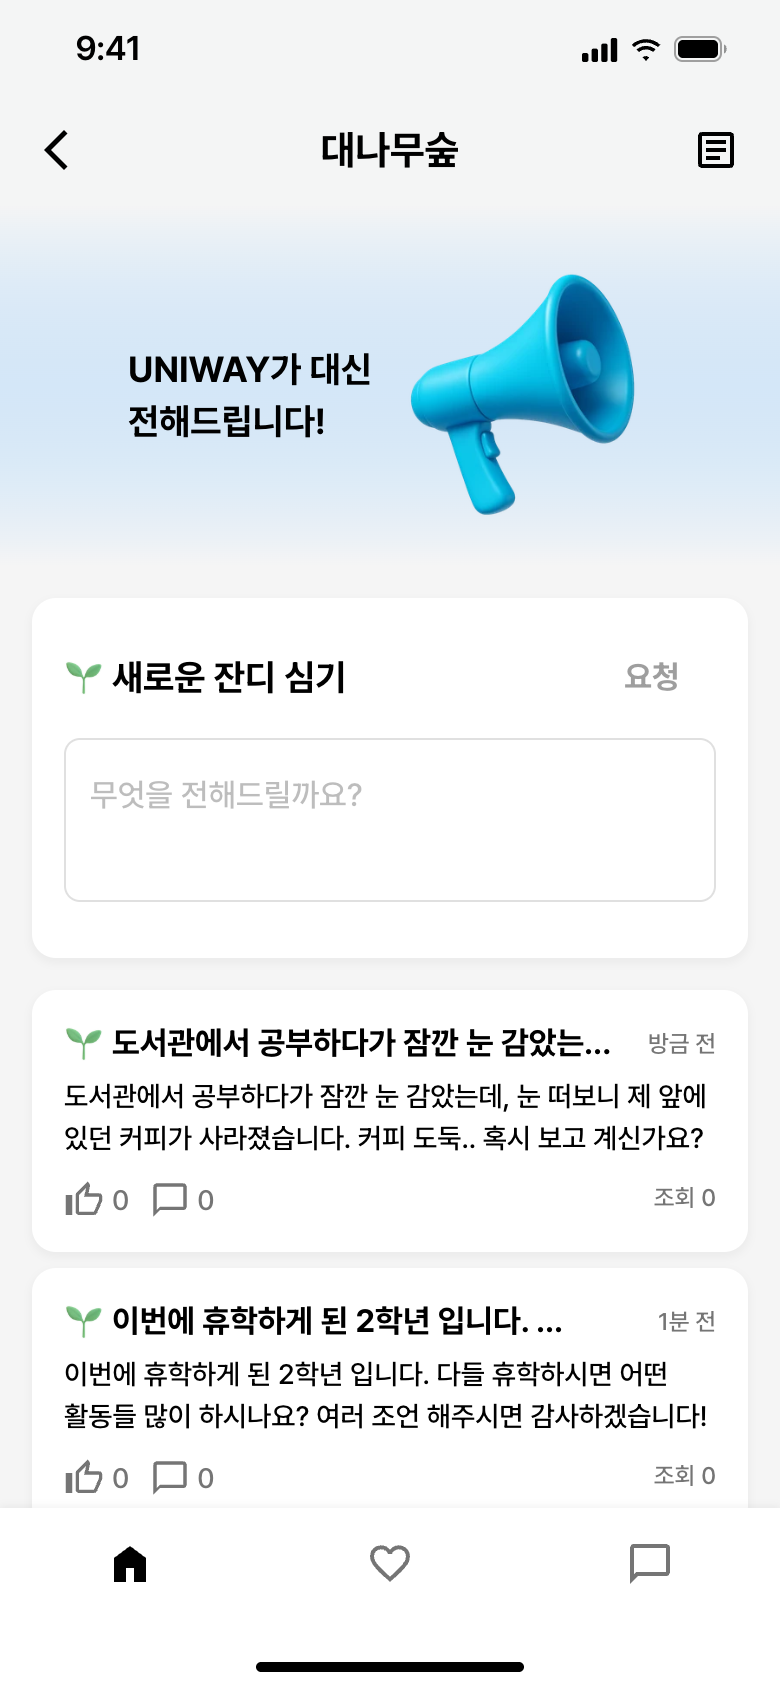 9:41
대나무숲
UNIWAY가 대신
전해드립니다!
🌱 새로운 잔디 심기
요청
무엇을 전해드릴까요?
🌱 도서관에서 공부하다가 잠깐 눈 감았는...
방금 전
도서관에서 공부하다가 잠깐 눈 감았는데, 눈 떠보니 제 앞에
있던 커피가 사라졌습니다. 커피 도둑.. 혹시 보고 계신가요?
0 0
조회 0
🌱 이번에 휴학하게 된 2학년 입니다. ...
1분 전
이번에 휴학하게 된 2학년 입니다. 다들 휴학하시면 어떤
활동들 많이 하시나요? 여러 조언 해주시면 감사하겠습니다!
0 0
조회 0